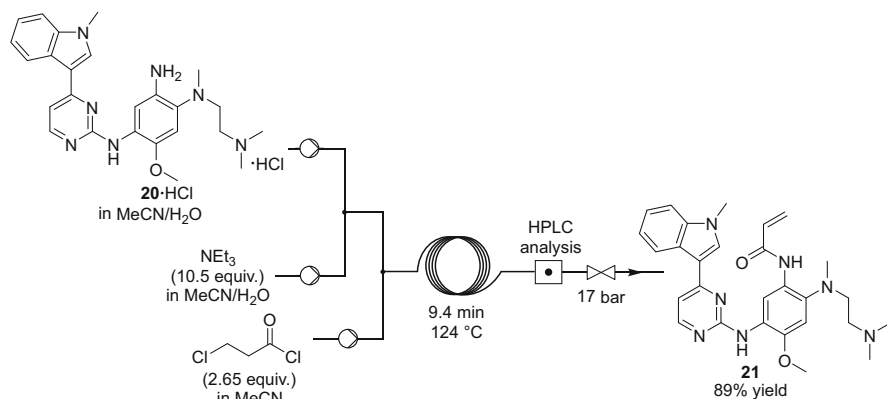 N
NH₂
N
N
N
N
H
N
·HCl
O
20·HCl
in MeCN/H₂O
NEt₃
(10.5 equiv.)
in MeCN/H₂O
O
Cl
Cl
(2.65 equiv.)
in MeCN
9.4 min
124 °C
HPLC
analysis
17 bar
N
O
NH
N
N
N
N
H
N
O
21
89% yield